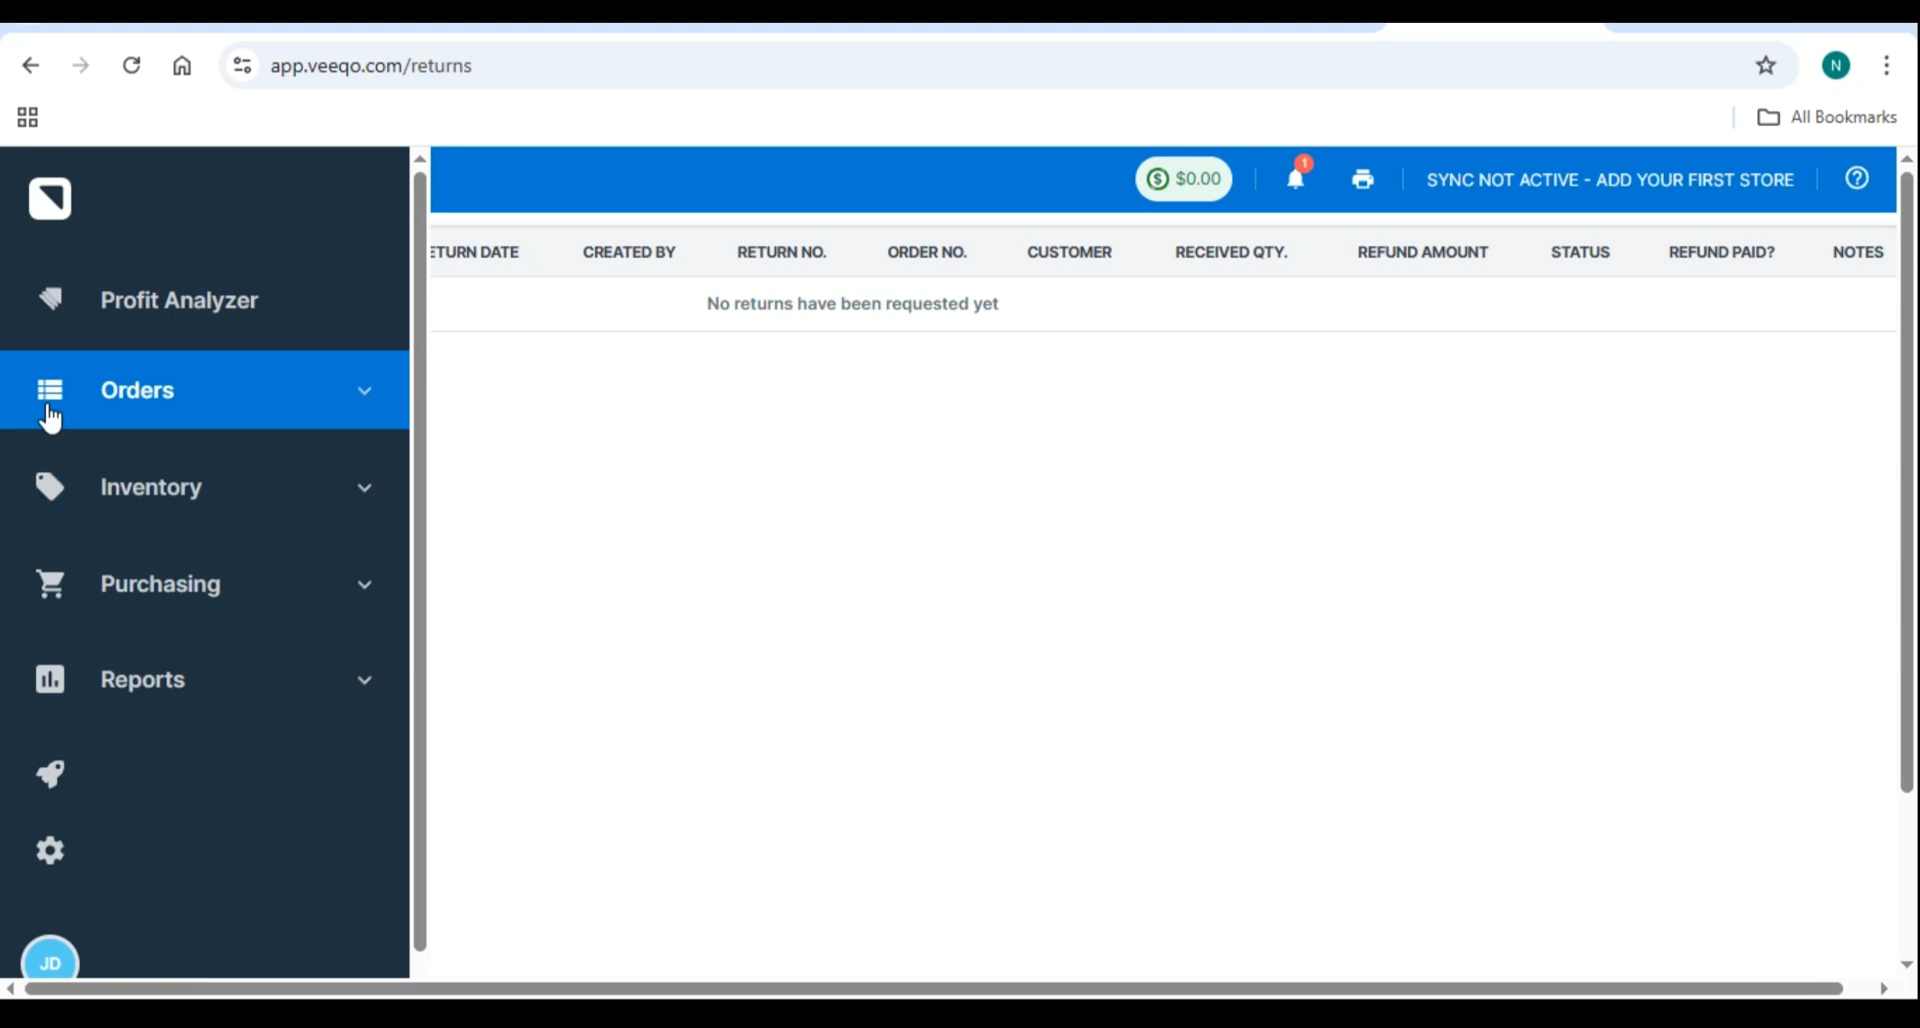 app.veeqo.com/returns
N
All Bookmarks
$0.00
1
SYNC NOT ACTIVE - ADD YOUR FIRST STORE
ETURN DATE CREATED BY RETURN NO. ORDER NO. CUSTOMER RECEIVED QTY. REFUND AMOUNT STATUS REFUND PAID? NOTES
No returns have been requested yet
Profit Analyzer
Orders
Inventory
Purchasing
Reports
JD